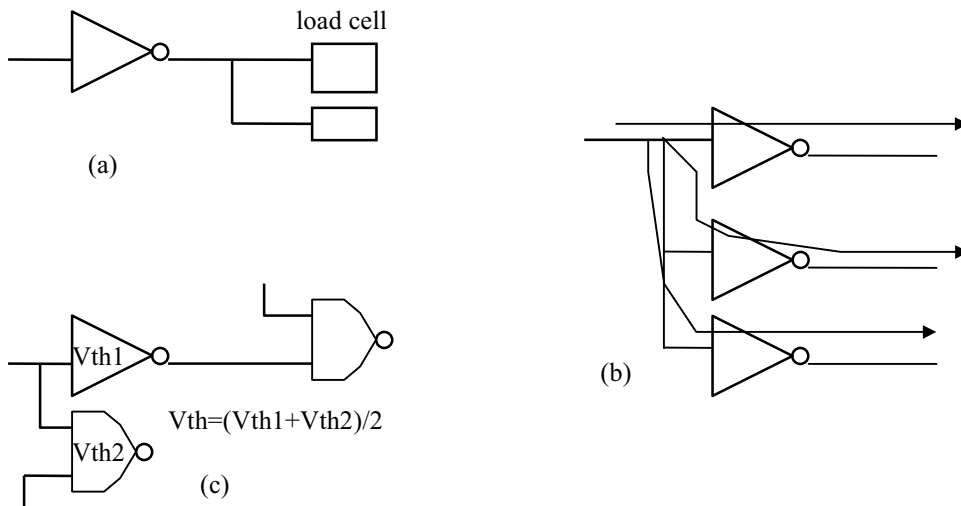 load cell
(a)
(b)
Vth1
Vth=(Vth1+Vth2)/2
Vth2
(c)